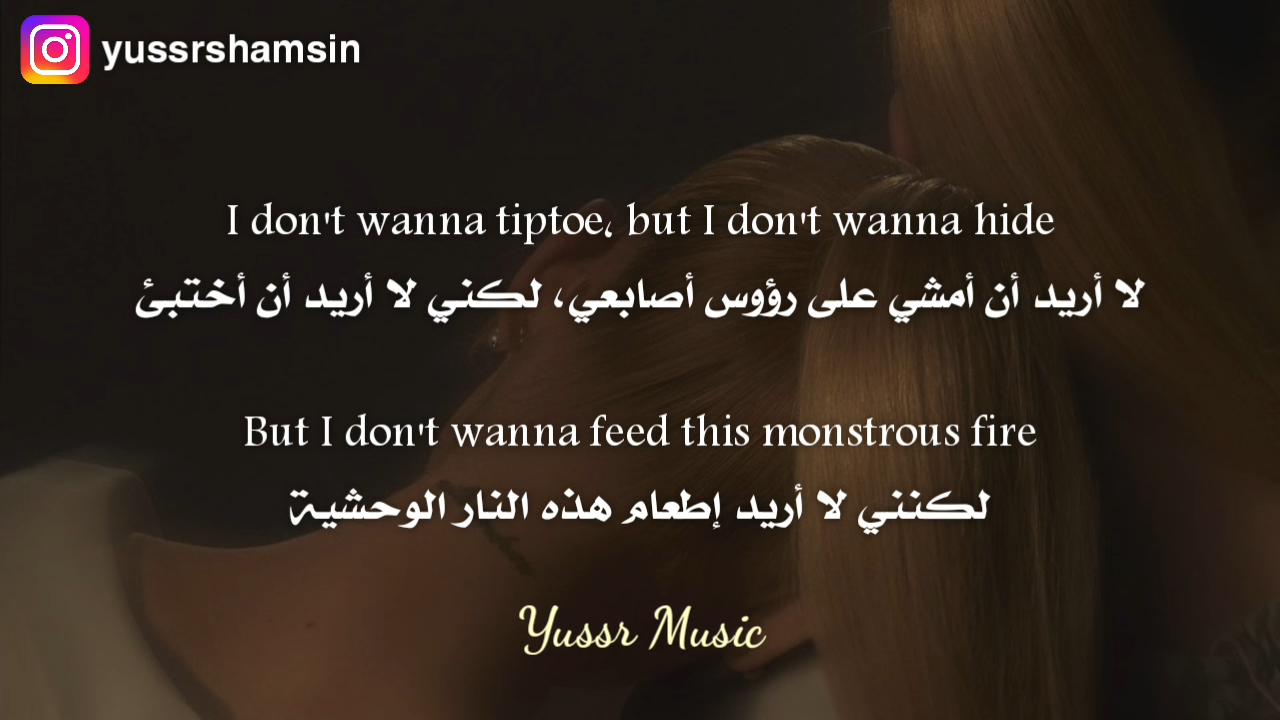 yussrshamsin
I don't wanna tiptoe، but I don't wanna hide
لا أريد أن أمشي على رؤوس أصابعي، لكني لا أريد أن أختبئ
But I don't wanna feed this monstrous fire
لكنني لا أريد إطعام هذه النار الوحشية
Yussr Music